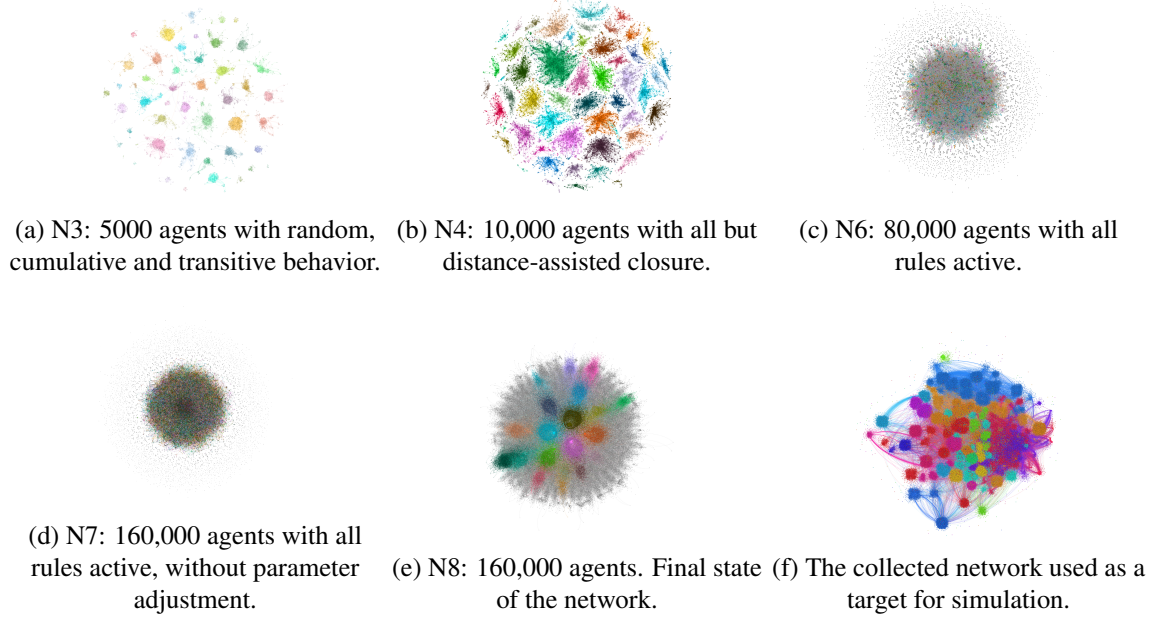 (a) N3: 5000 agents with random,
cumulative and transitive behavior.
(b) N4: 10,000 agents with all but
distance-assisted closure.
(c) N6: 80,000 agents with all
rules active.
(d) N7: 160,000 agents with all
rules active, without parameter
adjustment.
(e) N8: 160,000 agents. Final state
of the network.
(f) The collected network used as a
target for simulation.